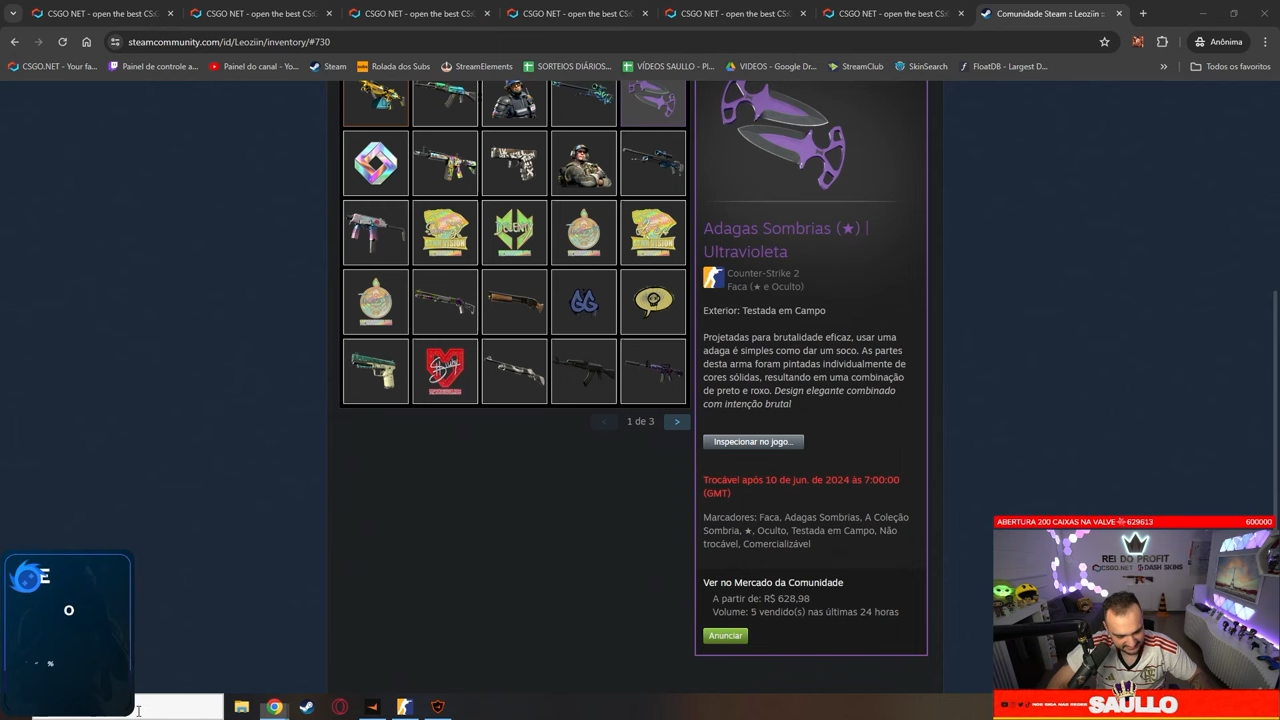 CSGO NET - open the best CS:
CSGO NET - open the best CS:
CSGO NET - open the best CS:
CSGO NET - open the best CS:
CSGO NET - open the best CS:
CSGO NET - open the best CS:
Comunidade Steam :: Leoziin ::
steamcommunity.com/id/Leoziin/inventory/#730
Anônima
CSGO.NET - Your fa...
Painel de controle a...
Painel do canal - Yo...
Steam
Rolada dos Subs
StreamElements
SORTEIOS DIÁRIOS...
VÍDEOS SAULLO - Pl...
VIDEOS - Google Dr...
StreamClub
SkinSearch
FloatDB - Largest D...
»
Todos os favoritos
Adagas Sombrias (★) |
Ultravioleta
Counter-Strike 2
Faca (★ e Oculto)
Exterior: Testada em Campo
Projetadas para brutalidade eficaz, usar uma
adaga é simples como dar um soco. As partes
desta arma foram pintadas individualmente de
cores sólidas, resultando em uma combinação
de preto e roxo. Design elegante combinado
com intenção brutal
< 1 de 3 >
Inspecionar no jogo...
Trocável após 10 de jun. de 2024 às 7:00:00
(GMT)
Marcadores: Faca, Adagas Sombrias, A Coleção
Sombria, ★, Oculto, Testada em Campo, Não
trocável, Comercializável
Ver no Mercado da Comunidade
A partir de: R$ 628,98
Volume: 5 vendido(s) nas últimas 24 horas
Anunciar
ABERTURA 200 CAIXAS NA VALVE 629613 600000
REI DO PROFIT
CSGO.NET DASH SKINS
SAULLO
E
O
- %